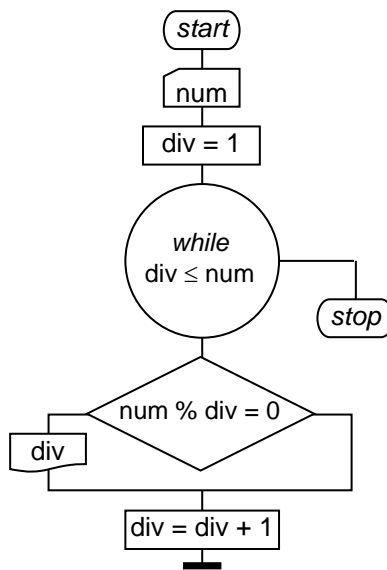 start
num
div = 1
while
div ≤ num
stop
num % div = 0
div
div = div + 1